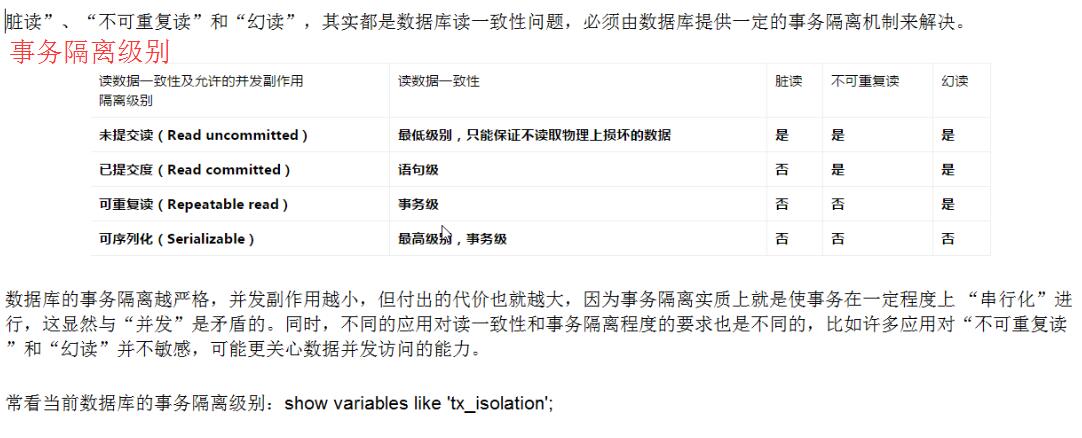 脏读”、“不可重复读”和“幻读”，其实都是数据库读一致性问题，必须由数据库提供一定的事务隔离机制来解决。
事务隔离级别
读数据一致性及允许的并发副作用 读数据一致性 脏读 不可重复读 幻读
隔离级别
未提交读（Read uncommitted） 最低级别，只能保证不读取物理上损坏的数据 是 是 是
已提交度（Read committed） 语句级 否 是 是
可重复读（Repeatable read） 事务级 否 否 是
可序列化（Serializable） 最高级别，事务级 否 否 否
数据库的事务隔离越严格，并发副作用越小，但付出的代价也就越大，因为事务隔离实质上就是使事务在一定程度上 “串行化”进
行，这显然与“并发”是矛盾的。同时，不同的应用对读一致性和事务隔离程度的要求也是不同的，比如许多应用对“不可重复读
”和“幻读”并不敏感，可能更关心数据并发访问的能力。
常看当前数据库的事务隔离级别：show variables like 'tx_isolation';